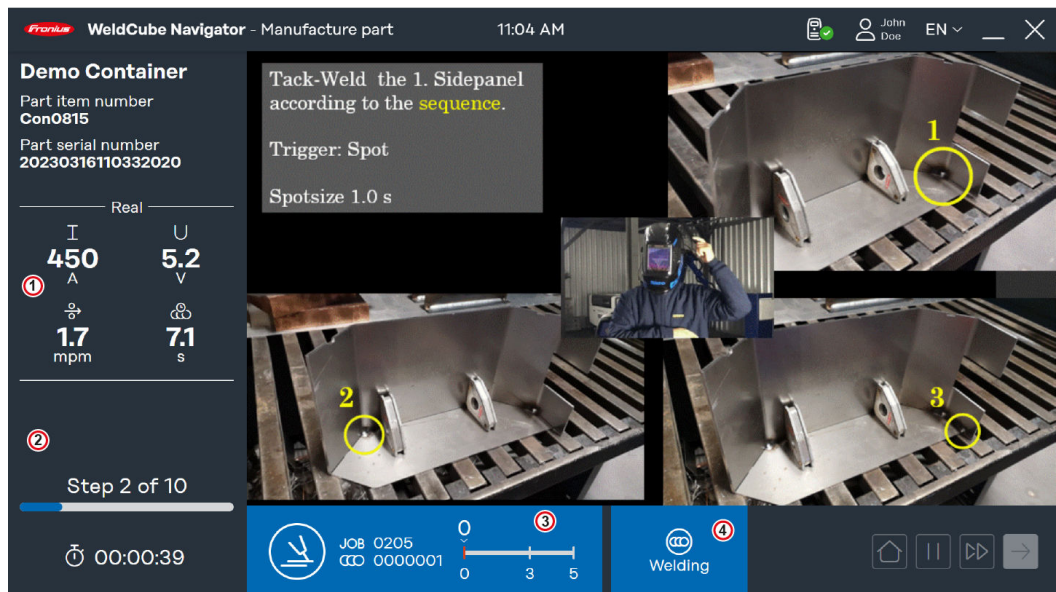 Fronius WeldCube Navigator - Manufacture part 11:04 AM John Doe EN
Demo Container
Part item number
Con0815
Part serial number
20230316110332020
Real
I U
450 5.2
A V
1
1.7 7.1
mpm s
2
Step 2 of 10
00:00:39
Tack-Weld the 1. Sidepanel
according to the sequence.
Trigger: Spot
Spotsize 1.0 s
1
2
3
JOB 0205
0000001
0
0 3 5
3
Welding
4